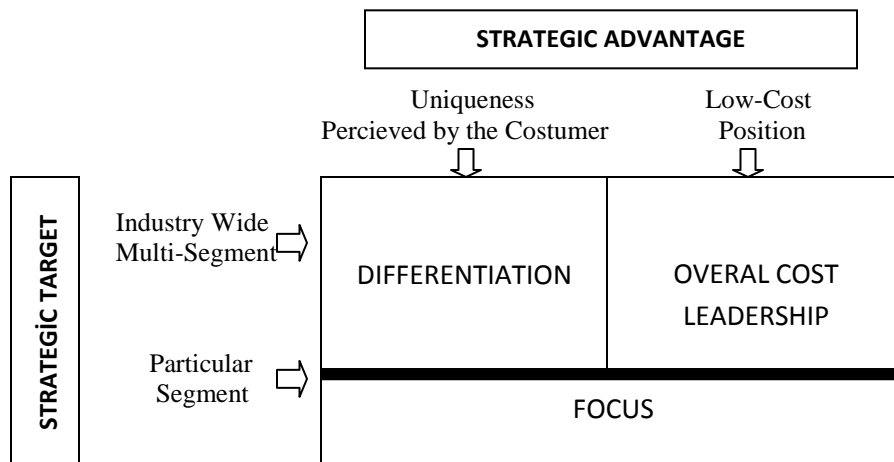 STRATEGIC ADVANTAGE
Uniqueness
Percieved by the Costumer
Low-Cost
Position
STRATEGİC TARGET
Industry Wide
Multi-Segment
DIFFERENTIATION
OVERAL COST
LEADERSHIP
Particular
Segment
FOCUS